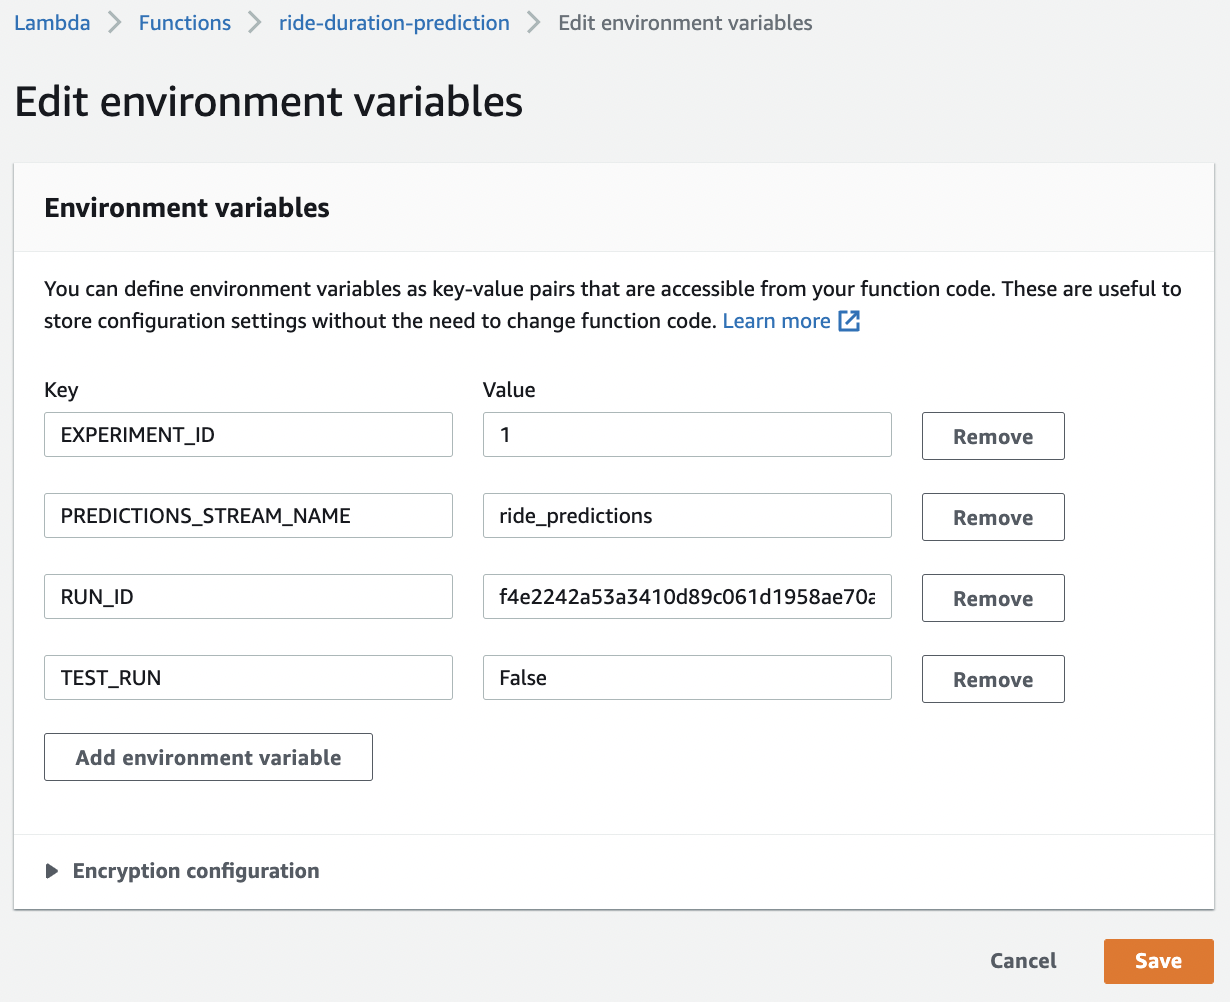 Lambda > Functions > ride-duration-prediction > Edit environment variables
Edit environment variables
Environment variables
You can define environment variables as key-value pairs that are accessible from your function code. These are useful to
store configuration settings without the need to change function code. Learn more
Key Value
EXPERIMENT_ID 1 Remove
PREDICTIONS_STREAM_NAME ride_predictions Remove
RUN_ID f4e2242a53a3410d89c061d1958ae70a Remove
TEST_RUN False Remove
Add environment variable
Encryption configuration
Cancel Save